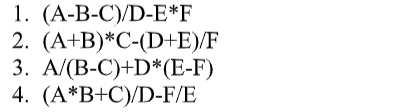 1. (A-B-C)/D-E*F
2. (A+B)*C-(D+E)/F
3. A/(B-C)+D*(E-F)
4. (A*B+C)/D-F/E